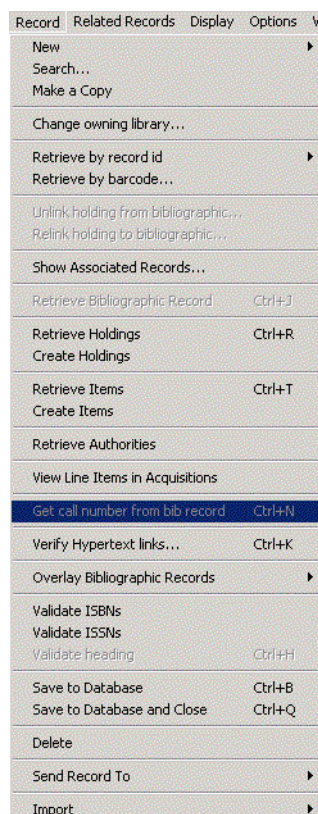 Record Related Records Display Options
New
Search...
Make a Copy
Change owning library...
Retrieve by record id
Retrieve by barcode...
Unlink holding from bibliographic...
Relink holding to bibliographic...
Show Associated Records...
Retrieve Bibliographic Record Ctrl+J
Retrieve Holdings Ctrl+R
Create Holdings
Retrieve Items Ctrl+T
Create Items
Retrieve Authorities
View Line Items in Acquisitions
Get call number from bib record Ctrl+N
Verify Hypertext links... Ctrl+K
Overlay Bibliographic Records
Validate ISBNs
Validate ISSNs
Validate heading Ctrl+H
Save to Database Ctrl+B
Save to Database and Close Ctrl+Q
Delete
Send Record To
Import